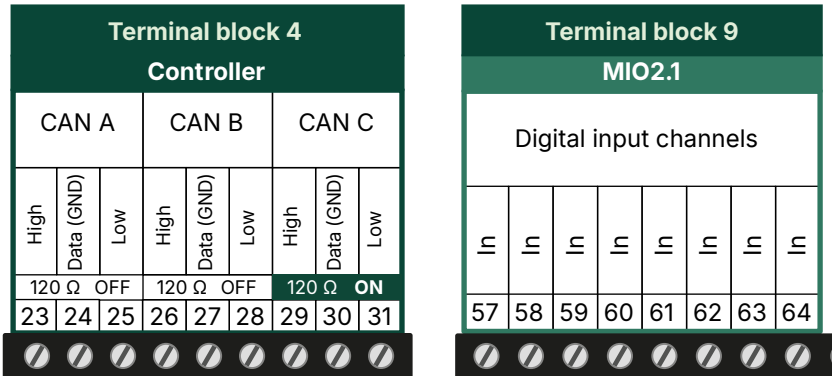 Terminal block 4
Controller
CAN A CAN B CAN C
High Data (GND) Low High Data (GND) Low High Data (GND) Low
120 Ω OFF 120 Ω OFF 120 Ω ON
23 24 25 26 27 28 29 30 31
Terminal block 9
MIO2.1
Digital input channels
In In In In In In In In
57 58 59 60 61 62 63 64